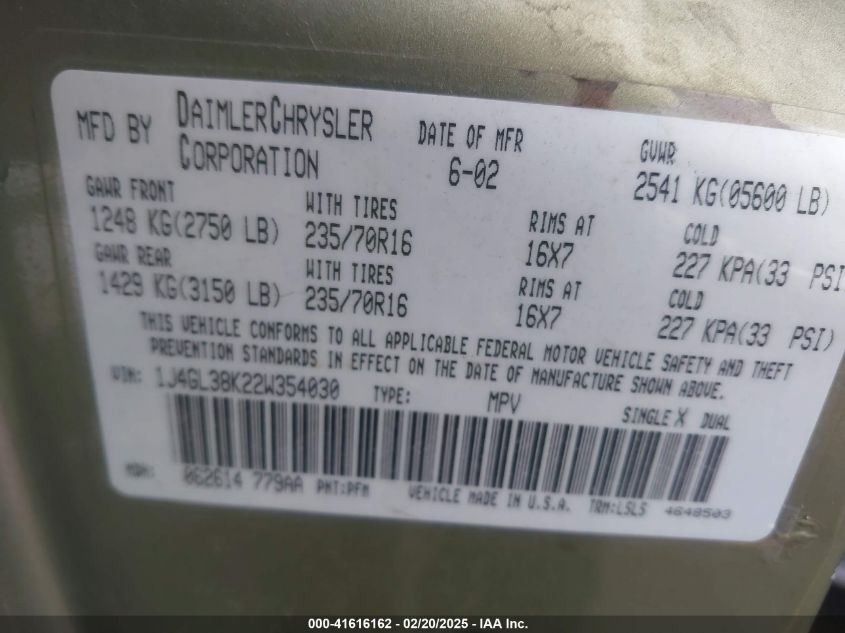 MFD BY DAIMLERCHRYSLER CORPORATION
DATE OF MFR 6-02
GVWR 2541 KG(05600 LB)
GAWR FRONT 1248 KG(2750 LB)
WITH TIRES 235/70R16
RIMS AT 16X7
COLD 227 KPA(33 PSI
GAWR REAR 1429 KG(3150 LB)
WITH TIRES 235/70R16
RIMS AT 16X7
COLD 227 KPA(33 PSI)
THIS VEHICLE CONFORMS TO ALL APPLICABLE FEDERAL MOTOR VEHICLE SAFETY AND THEFT
PREVENTION STANDARDS IN EFFECT ON THE DATE OF MANUFACTURE SHOWN ABOVE.
VIN: 1J4GL38K22W354030 TYPE: MPV SINGLE X DUAL
MDH: 062614 779AA PNT:PFM VEHICLE MADE IN U.S.A. TRM:LSLS 4648503
000-41616162 - 02/20/2025 - IAA Inc.